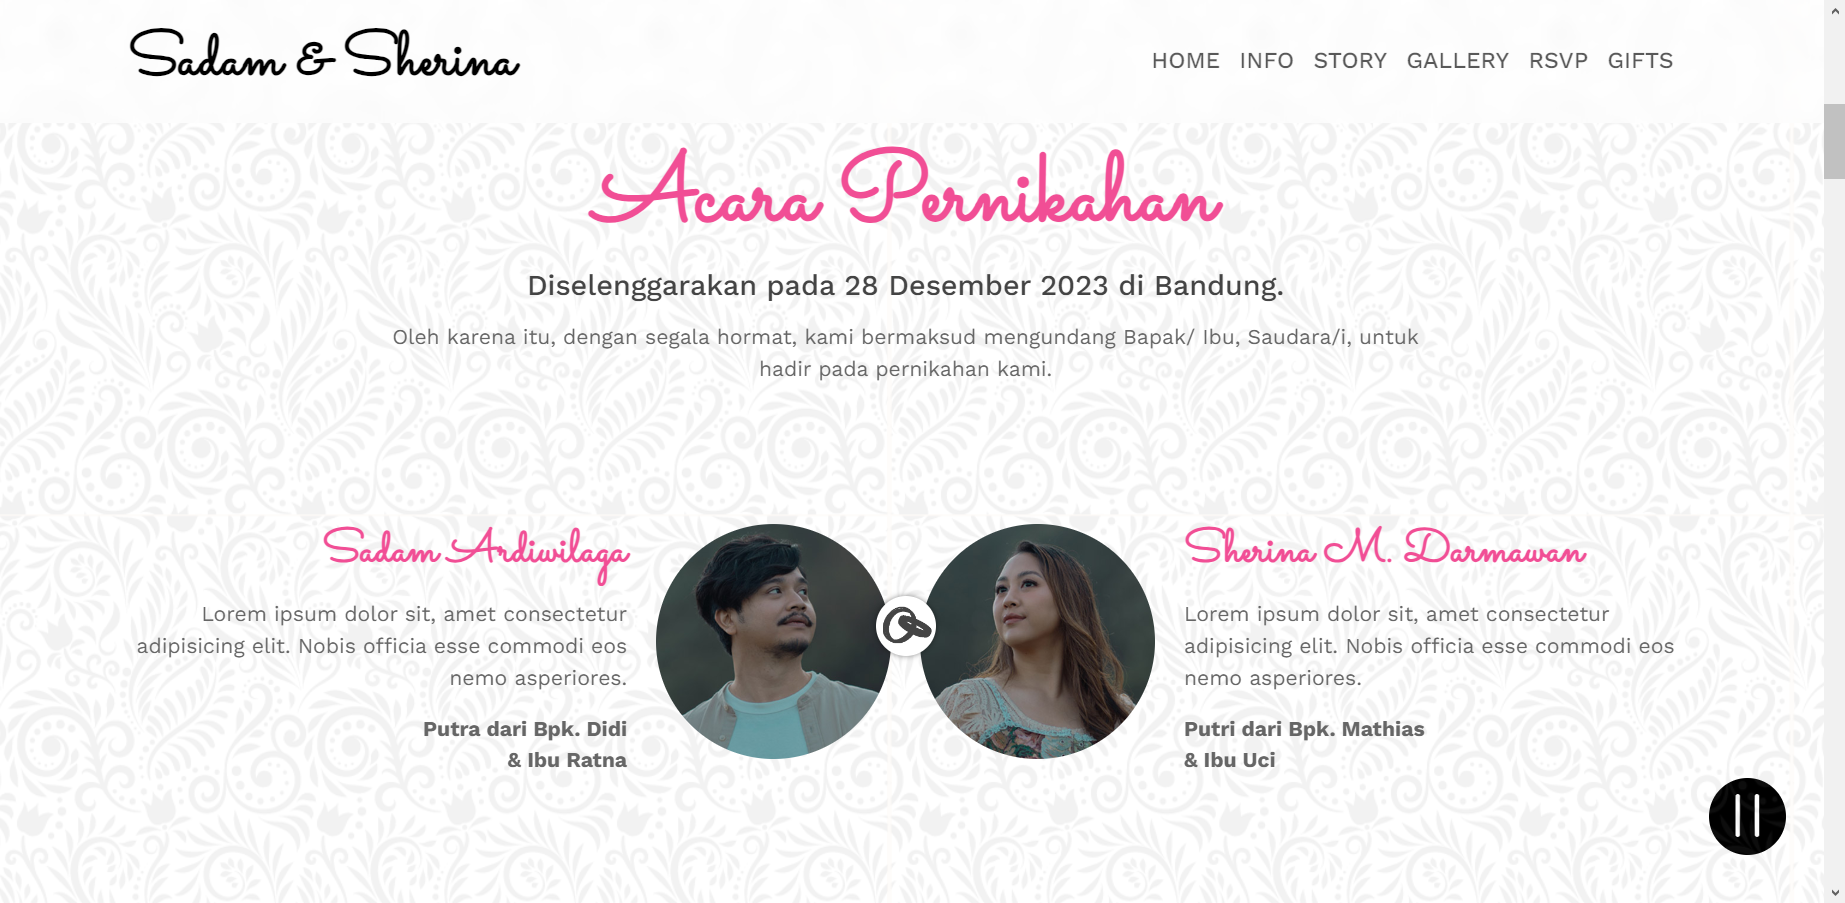 Sadam & Sherina
HOME INFO STORY GALLERY RSVP GIFTS
Acara Pernikahan
Diselenggarakan pada 28 Desember 2023 di Bandung.
Oleh karena itu, dengan segala hormat, kami bermaksud mengundang Bapak/ Ibu, Saudara/i, untuk
hadir pada pernikahan kami.
Sadam Ardiwilaga
Lorem ipsum dolor sit, amet consectetur
adipisicing elit. Nobis officia esse commodi eos
nemo asperiores.
Putra dari Bpk. Didi
& Ibu Ratna
Sherina M. Darmawan
Lorem ipsum dolor sit, amet consectetur
adipisicing elit. Nobis officia esse commodi eos
nemo asperiores.
Putri dari Bpk. Mathias
& Ibu Uci